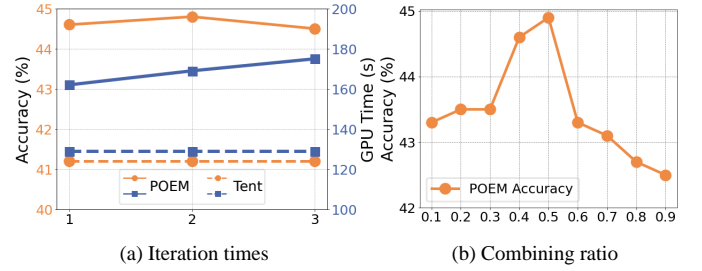 45
44
43
42
41
40
Accuracy (%)
1
2
3
200
180
160
140
120
100
GPU Time (s)
POEM
Tent
(a) Iteration times
45
44
43
42
Accuracy (%)
0.1 0.2 0.3 0.4 0.5 0.6 0.7 0.8 0.9
POEM Accuracy
(b) Combining ratio